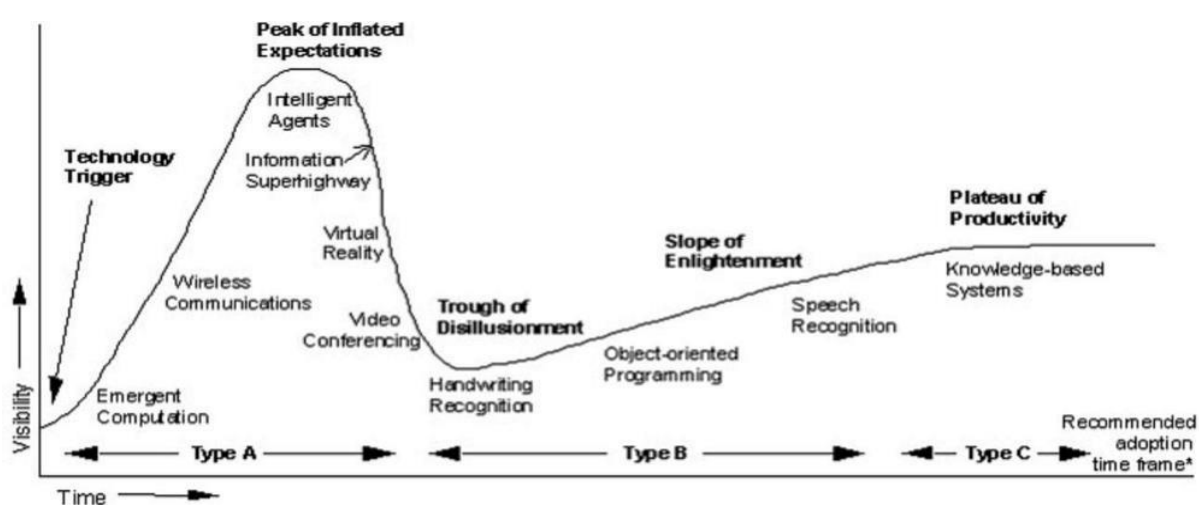 Peak of Inflated
Expectations
Intelligent
Agents
Technology
Trigger
Information
Superhighway
Plateau of
Productivity
Virtual
Reality
Slope of
Enlightenment
Knowledge-based
Systems
Wireless
Communications
Trough of
Disillusionment
Speech
Recognition
Video
Conferencing
Object-oriented
Programming
Handwriting
Recognition
Emergent
Computation
Visibility
Type A
Type B
Type C
Recommended
adoption
time frame*
Time